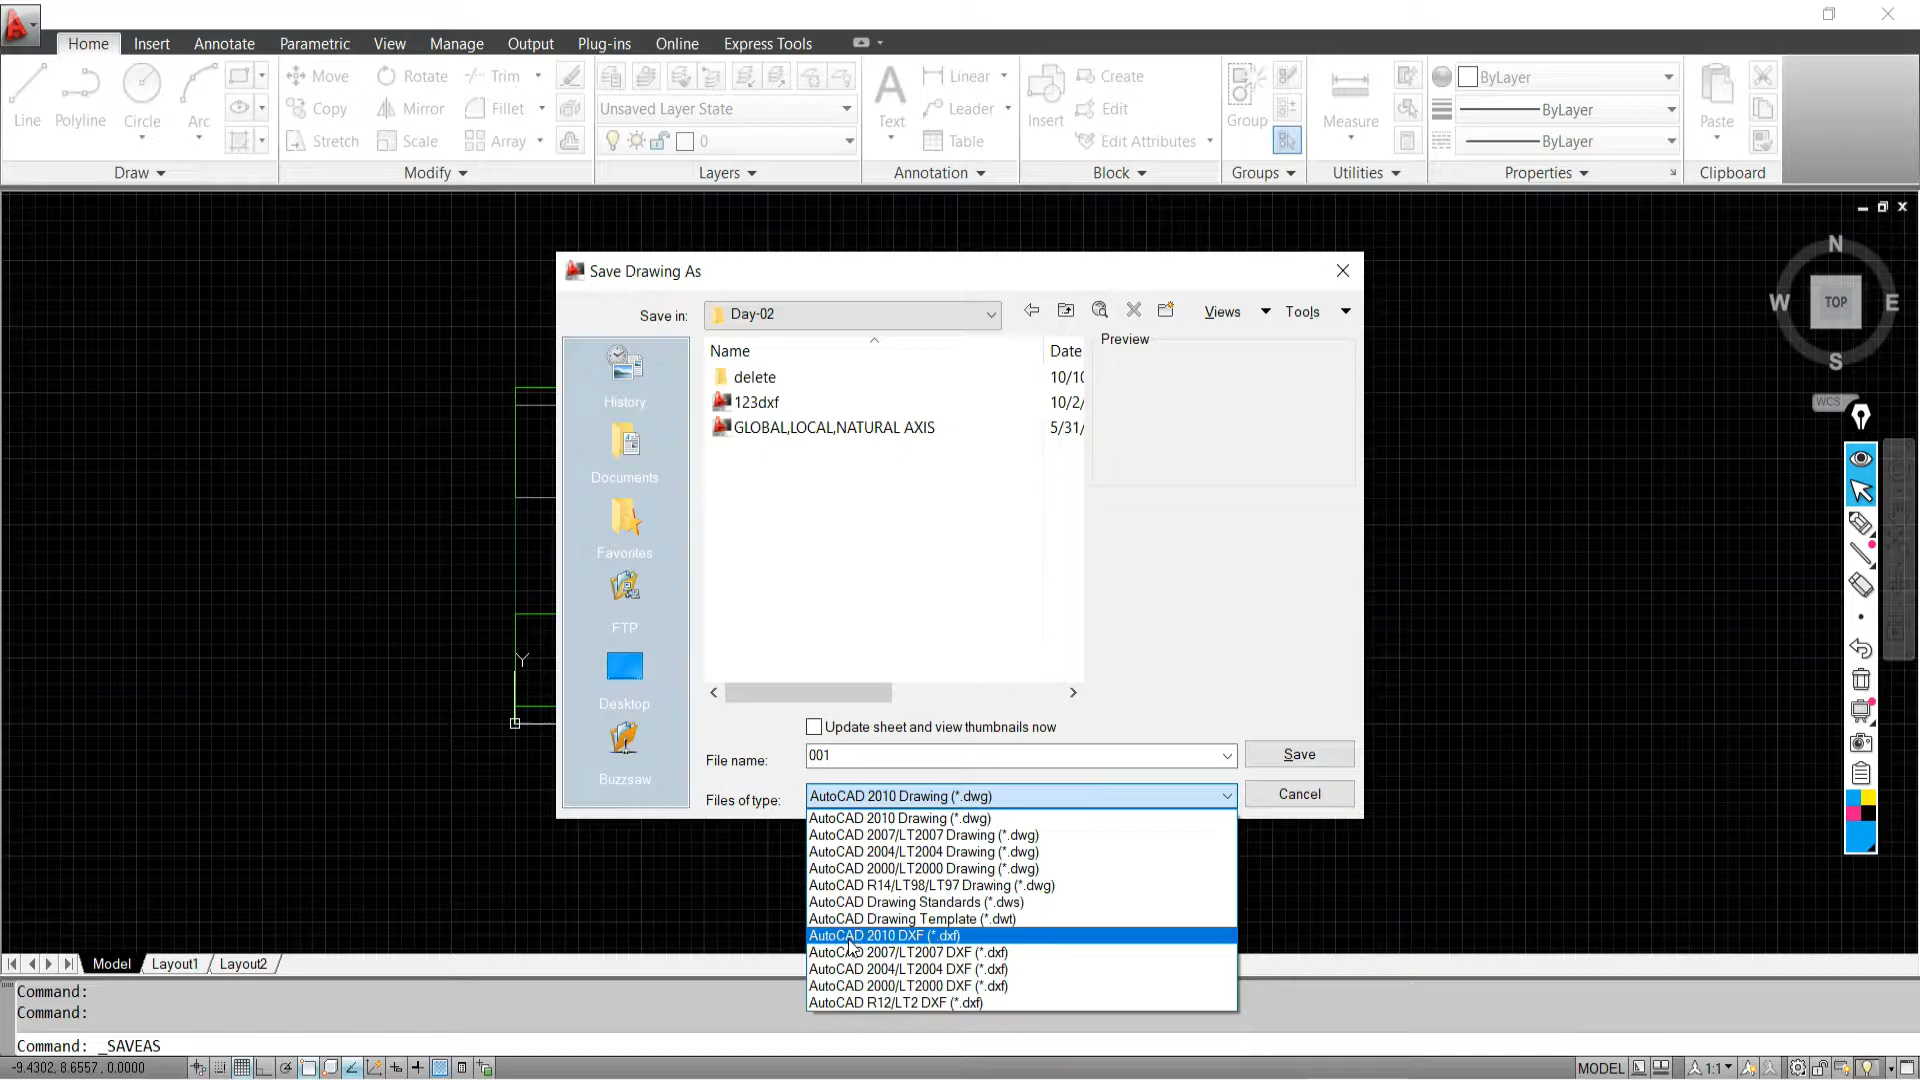 Home Insert Annotate Parametric View Manage Output Plug-ins Online Express Tools
Line Polyline Circle Arc
Move Rotate Trim
Copy Mirror Fillet
Stretch Scale Array
Unsaved Layer State
0
Text Linear
Leader
Table
Insert Create
Edit
Edit Attributes
Group
Measure
ByLayer
ByLayer
ByLayer
Paste
Draw Modify Layers Annotation Block Groups Utilities Properties Clipboard
N
W TOP E
S
WCS
Save Drawing As
Save in: Day-02 Views Tools
Name Date Preview
delete 10/10
123dxf 10/2/
GLOBAL,LOCAL,NATURAL AXIS 5/31/
History
Documents
Favorites
FTP
Desktop
Buzzsaw
Y
Update sheet and view thumbnails now
File name: 001 Save
Files of type: AutoCAD 2010 Drawing (*.dwg) Cancel
AutoCAD 2010 Drawing (*.dwg)
AutoCAD 2007/LT2007 Drawing (*.dwg)
AutoCAD 2004/LT2004 Drawing (*.dwg)
AutoCAD 2000/LT2000 Drawing (*.dwg)
AutoCAD R14/LT98/LT97 Drawing (*.dwg)
AutoCAD Drawing Standards (*.dws)
AutoCAD Drawing Template (*.dwt)
AutoCAD 2010 DXF (*.dxf)
AutoCAD 2007/LT2007 DXF (*.dxf)
AutoCAD 2004/LT2004 DXF (*.dxf)
AutoCAD 2000/LT2000 DXF (*.dxf)
AutoCAD R12/LT2 DXF (*.dxf)
Model Layout1 Layout2
Command:
Command:
Command: _SAVEAS
-9.4302, 8.6557, 0.0000 MODEL 1:1